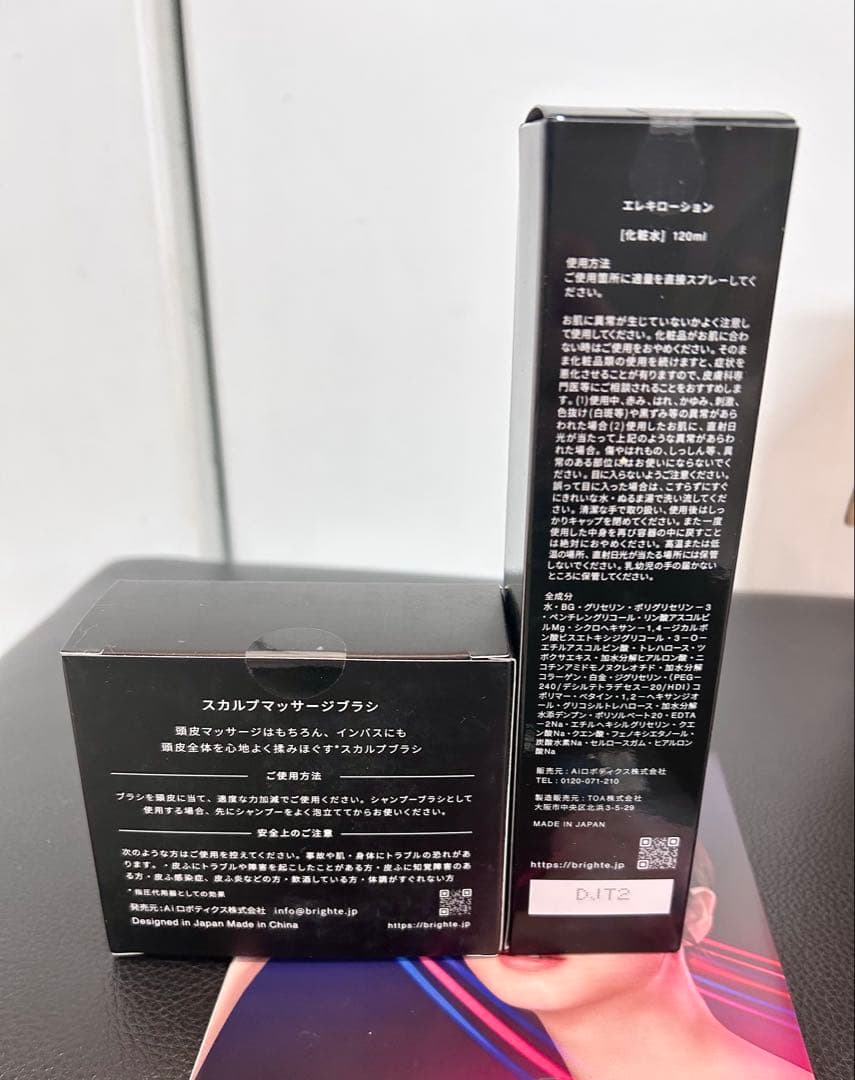 エレキローション
[化粧水] 120ml
使用方法
ご使用箇所に適量を直接スプレーしてく
ださい。
お肌に異常が生じていないかよく注意し
て使用してください。化粧品がお肌に合わ
ない時はご使用をおやめください。そのま
ま化粧品類の使用を続けますと、症状を
悪化させることが有りますので、皮膚科専
門医等にご相談されることをおすすめしま
す。(1)使用中、赤み、はれ、かゆみ、刺激、
色抜け(白斑等)や黒ずみ等の異常があら
われた場合(2)使用したお肌に、直射日
光が当たって上記のような異常があらわ
れた場合。傷やはれもの、しっしん等、異
常のある部位にはお使いにならないでく
ださい。目に入らないようご注意ください。
誤って目に入った場合は、こすらずにすぐ
にきれいな水・ぬるま湯で洗い流してくだ
さい。清潔な手で取り扱い、使用後はしっ
かりキャップを閉めてください。また一度
使用した中身を再び容器の中に戻すこと
は絶対におやめください。高温または低
温の場所、直射日光が当たる場所には保管
しないでください。乳幼児の手の届かない
ところに保管してください。
全成分
水・BG・グリセリン・ポリグリセリン-3
・ペンチレングリコール・リン酸アスコルビ
ルMg・シクロヘキサン-1,4-ジカルボ
ン酸ビスエトキシジグリコール・3-O-
エチルアスコルビン酸・トレハロース・ツ
ボクサエキス・加水分解ヒアルロン酸・ニ
コチンアミドモノヌクレオチド・加水分解
コラーゲン・白金・ジグリセリン・(PEG-
240/デシルテトラデセス-20/HDI)コ
ポリマー・ベタイン・1,2-ヘキサンジオ
ール・グリコシルトレハロース・加水分解
水添デンプン・ポリソルベート20・EDTA
-2Na・エチルヘキシルグリセリン・クエ
ン酸Na・クエン酸・フェノキシエタノール・
炭酸水素Na・セルロースガム・ヒアルロン
酸Na
販売元:Aiロボティクス株式会社
TEL:0120-071-210
製造販売元:TOA株式会社
大阪市中央区北浜3-5-29
MADE IN JAPAN
https://brighte.jp
DJT2
スカルプマッサージブラシ
頭皮マッサージはもちろん、インバスにも
頭皮全体を心地よく揉みほぐす*スカルプブラシ
ご使用方法
ブラシを頭皮に当て、適度な力加減でご使用ください。シャンプーブラシとして
使用する場合、先にシャンプーをよく泡立ててからお使いください。
安全上のご注意
次のような方はご使用を控えてください。事故や肌・身体にトラブルの恐れがあ
ります。・皮ふにトラブルや障害を起こしたことがある方・皮ふに知覚障害のあ
る方・皮ふ感染症、皮ふ炎などの方・飲酒している方・体調がすぐれない方
*指圧代用器としての効果
発売元:Aiロボティクス株式会社 info@brighte.jp
Designed in Japan Made in China
https://brighte.jp